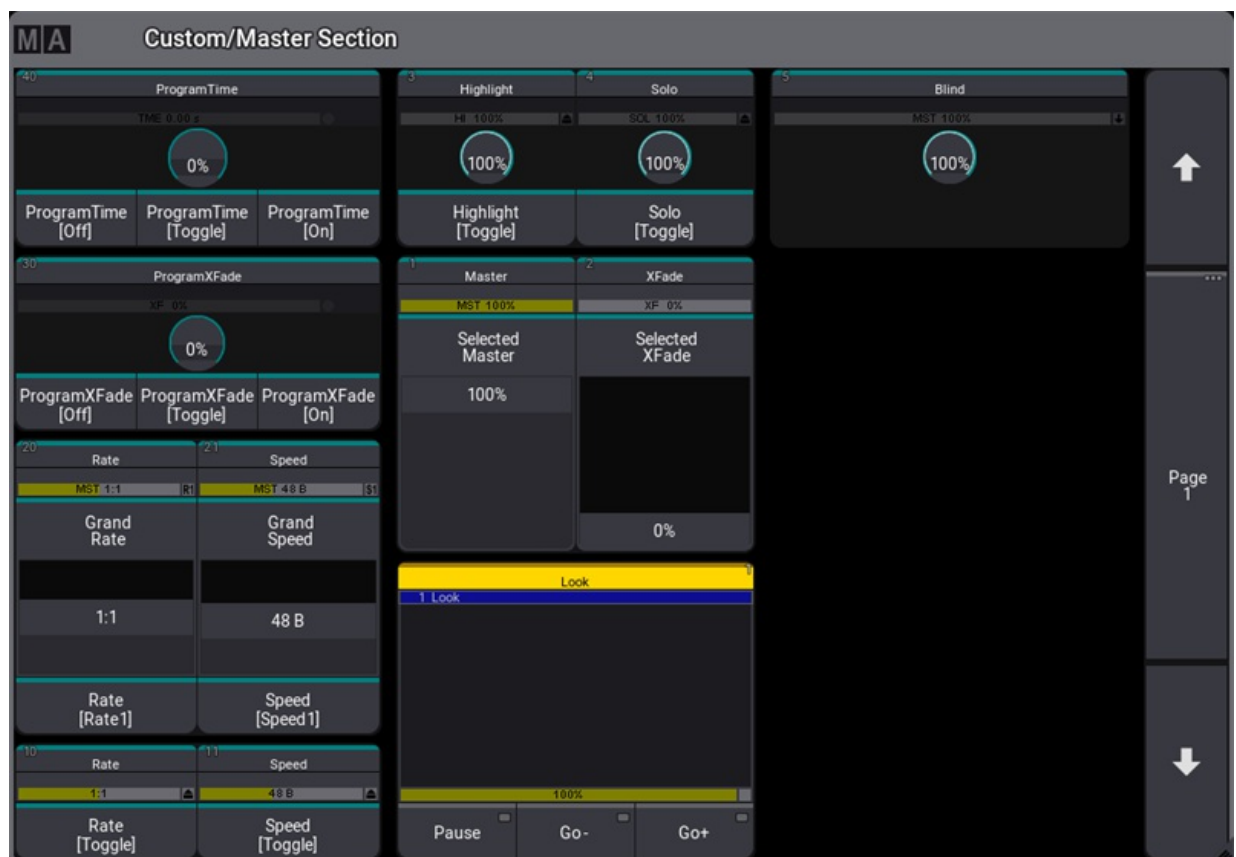 MA Custom/Master Section
40 ProgramTime
TME 0.00 s
0%
ProgramTime
[Off]
ProgramTime
[Toggle]
ProgramTime
[On]
3 Highlight
HI 100%
100%
Highlight
[Toggle]
4 Solo
SOL 100%
100%
Solo
[Toggle]
5 Blind
MST 100%
100%
30 ProgramXFade
XF 0%
0%
ProgramXFade
[Off]
ProgramXFade
[Toggle]
ProgramXFade
[On]
1 Master
MST 100%
Selected
Master
100%
2 XFade
XF 0%
Selected
XFade
0%
20 Rate
MST 1:1 R1
Grand
Rate
1:1
Rate
[Rate1]
21 Speed
MST 48 B S1
Grand
Speed
48 B
Speed
[Speed1]
10 Rate
1:1
Rate
[Toggle]
11 Speed
48 B
Speed
[Toggle]
Look 1
1 Look
100%
Pause
Go-
Go+
Page
1